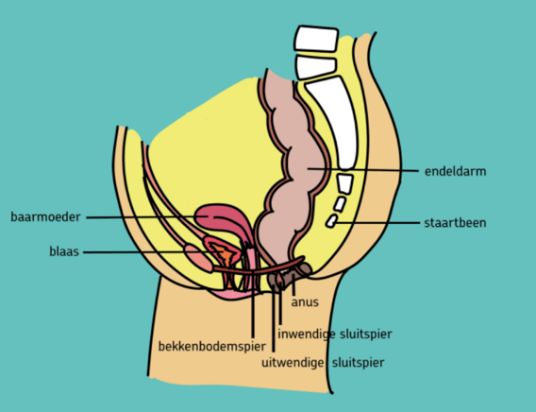 endeldarm
baarmoeder
staartbeen
blaas
anus
inwendige sluitspier
bekkenbodemspier
uitwendige sluitspier